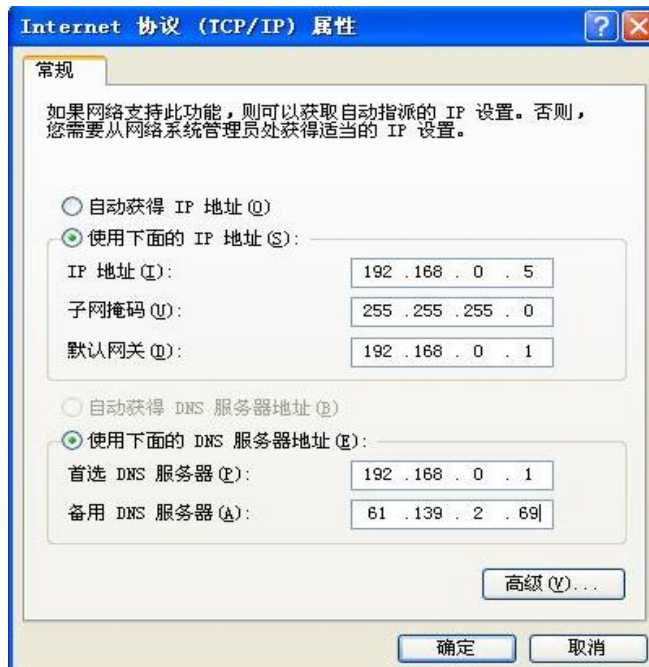 Internet 协议 (TCP/IP) 属性
常规
如果网络支持此功能，则可以获取自动指派的 IP 设置。否则，
您需要从网络系统管理员处获得适当的 IP 设置。
自动获得 IP 地址(O)
使用下面的 IP 地址(S):
IP 地址(I): 192 .168 . 0 . 5
子网掩码(U): 255 .255 .255 . 0
默认网关(D): 192 .168 . 0 . 1
自动获得 DNS 服务器地址(B)
使用下面的 DNS 服务器地址(E):
首选 DNS 服务器(P): 192 .168 . 0 . 1
备用 DNS 服务器(A): 61 .139 . 2 . 69
高级(V)...
确定 取消